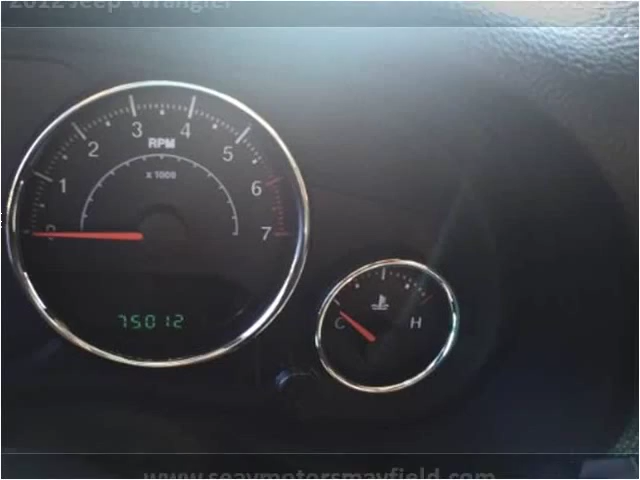 2012 Jeep Wrangler
3 4
2 RPM 5
x 1000
1 6
0 7
75012
C H
www.seaymotorsmayfield.com